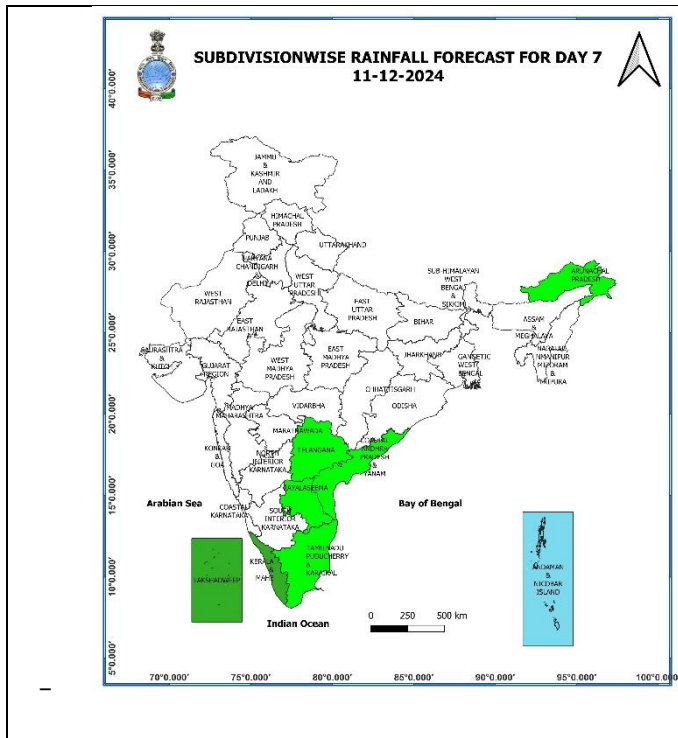 SUBDIVISIONWISE RAINFALL FORECAST FOR DAY 7
11-12-2024
40°0.000'
35°0.000'
30°0.000'
25°0.000'
20°0.000'
15°0.000'
10°0.000'
5°0.000'
JAMMU
&
KASHMIR
AND
LADAKH
HIMACHAL
PRADESH
PUNJAB
UTTARAKHAND
CHANDIGARH
&
DELHI
WEST
UTTAR
PRADESH
WEST
RAJASTHAN
EAST
RAJASTHAN
EAST
UTTAR
PRADESH
SUB-HIMALAYAN
WEST
BENGAL
&
SIKKIM
ARUNACHAL
PRADESH
ASSAM
&
MEGHALAYA
NAGALAND
MANIPUR
MIZORAM
&
TRIPURA
BIHAR
JHARKHAND
GANGETIC
WEST
BENGAL
SAURASHTRA
&
KUTCH
GUJARAT
REGION
WEST
MADHYA
PRADESH
EAST
MADHYA
PRADESH
CHHATTISGARH
ODISHA
MADHYA
MAHARASHTRA
VIDARBHA
MARATHAWADA
KONKAN
&
GOA
NORTH
INTERIOR
KARNATAKA
TELANGANA
COASTAL
ANDHRA
PRADESH
&
YANAM
RAYALASEEMA
Arabian Sea
Bay of Bengal
COASTAL
KARNATAKA
SOUTH
INTERIOR
KARNATAKA
LAKSHADWEEP
KERALA
&
MAHE
TAMILNADU
PUDUCHERRY
&
KARAIKAL
ANDAMAN
&
NICOBAR
ISLAND
Indian Ocean
0 250 500 km
70°0.000' 75°0.000' 80°0.000' 85°0.000' 90°0.000' 95°0.000' 100°0.000'